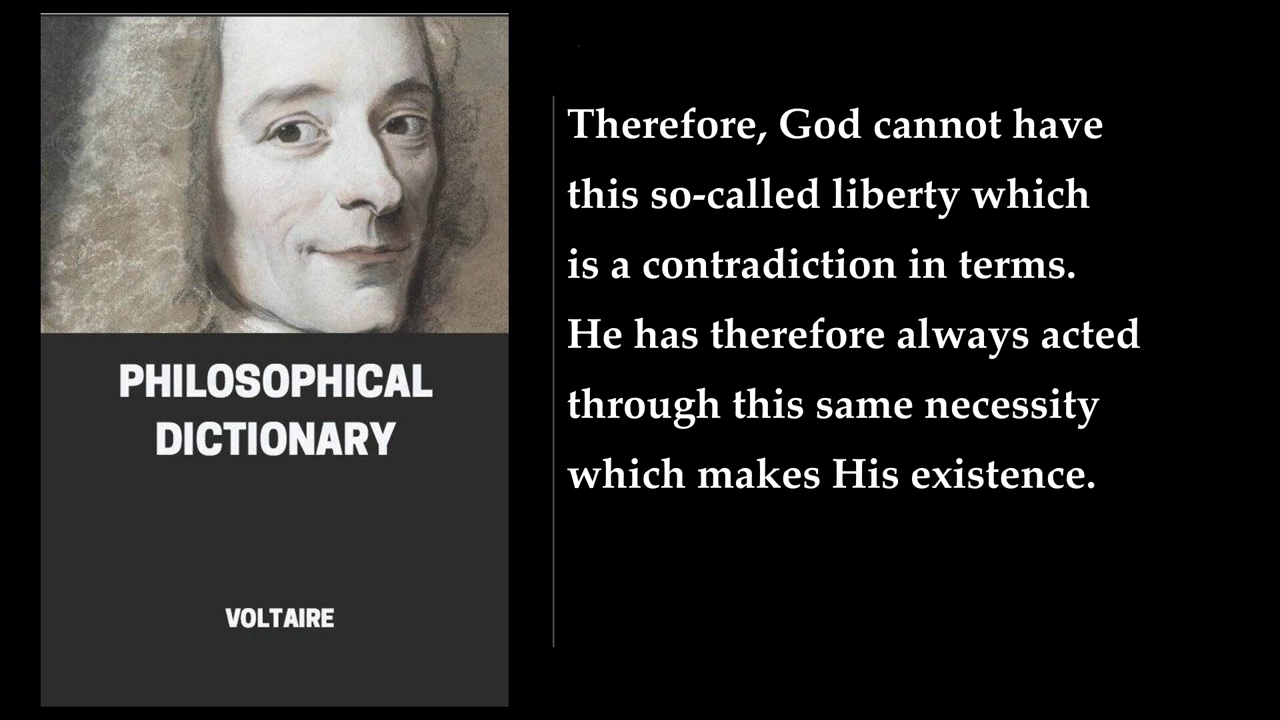 PHILOSOPHICAL
DICTIONARY
VOLTAIRE
Therefore, God cannot have
this so-called liberty which
is a contradiction in terms.
He has therefore always acted
through this same necessity
which makes His existence.